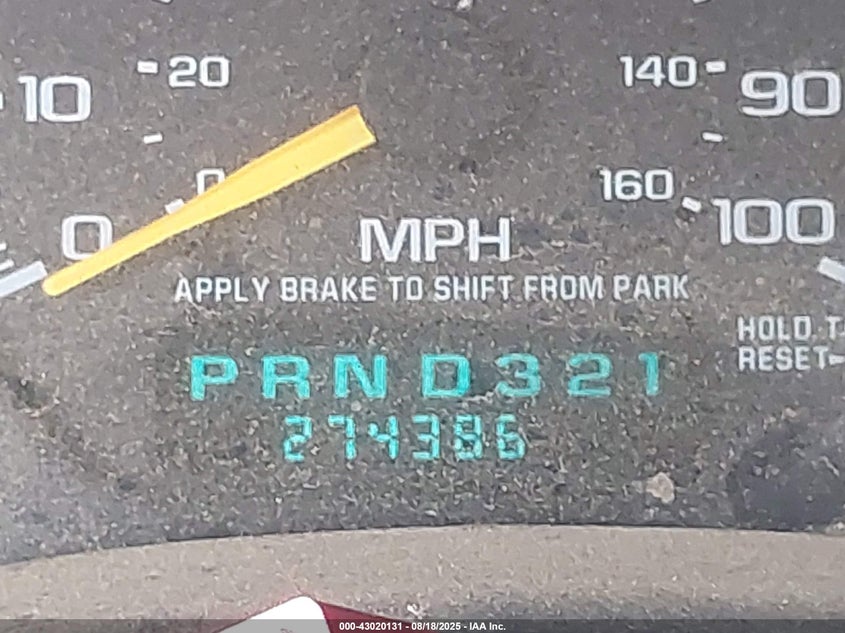 20
140
10
90
0
160
0
100
MPH
APPLY BRAKE TO SHIFT FROM PARK
HOLD
RESET
PRND321
274386
000-43020131 - 08/18/2025 - IAA Inc.